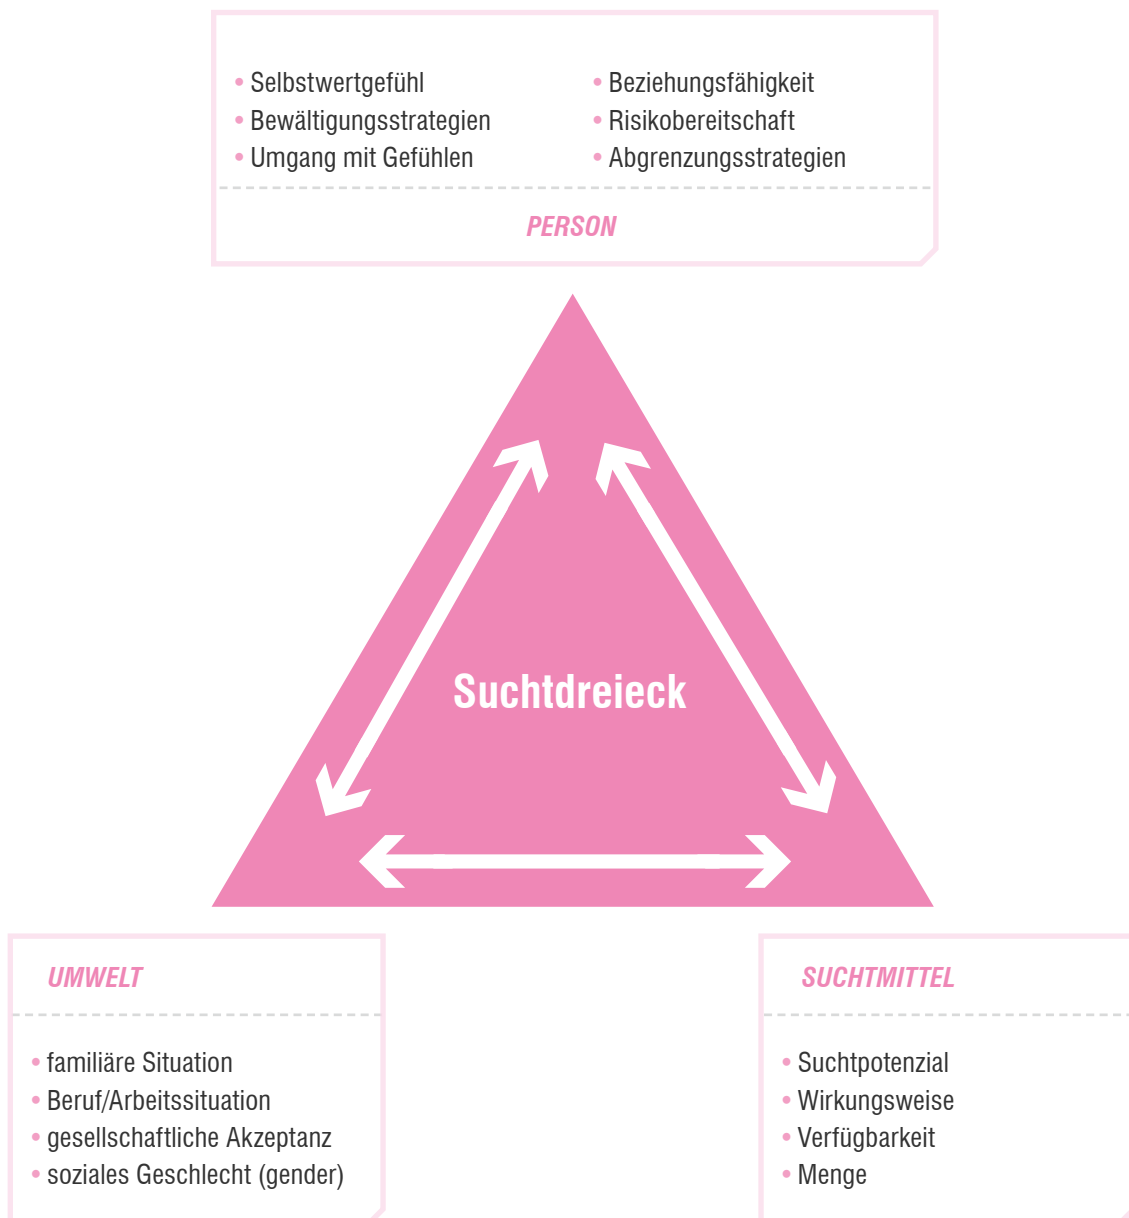 • Selbstwertgefühl
• Bewältigungsstrategien
• Umgang mit Gefühlen
• Beziehungsfähigkeit
• Risikobereitschaft
• Abgrenzungsstrategien
PERSON
Suchtdreieck
UMWELT
• familiäre Situation
• Beruf/Arbeitssituation
• gesellschaftliche Akzeptanz
• soziales Geschlecht (gender)
SUCHTMITTEL
• Suchtpotenzial
• Wirkungsweise
• Verfügbarkeit
• Menge